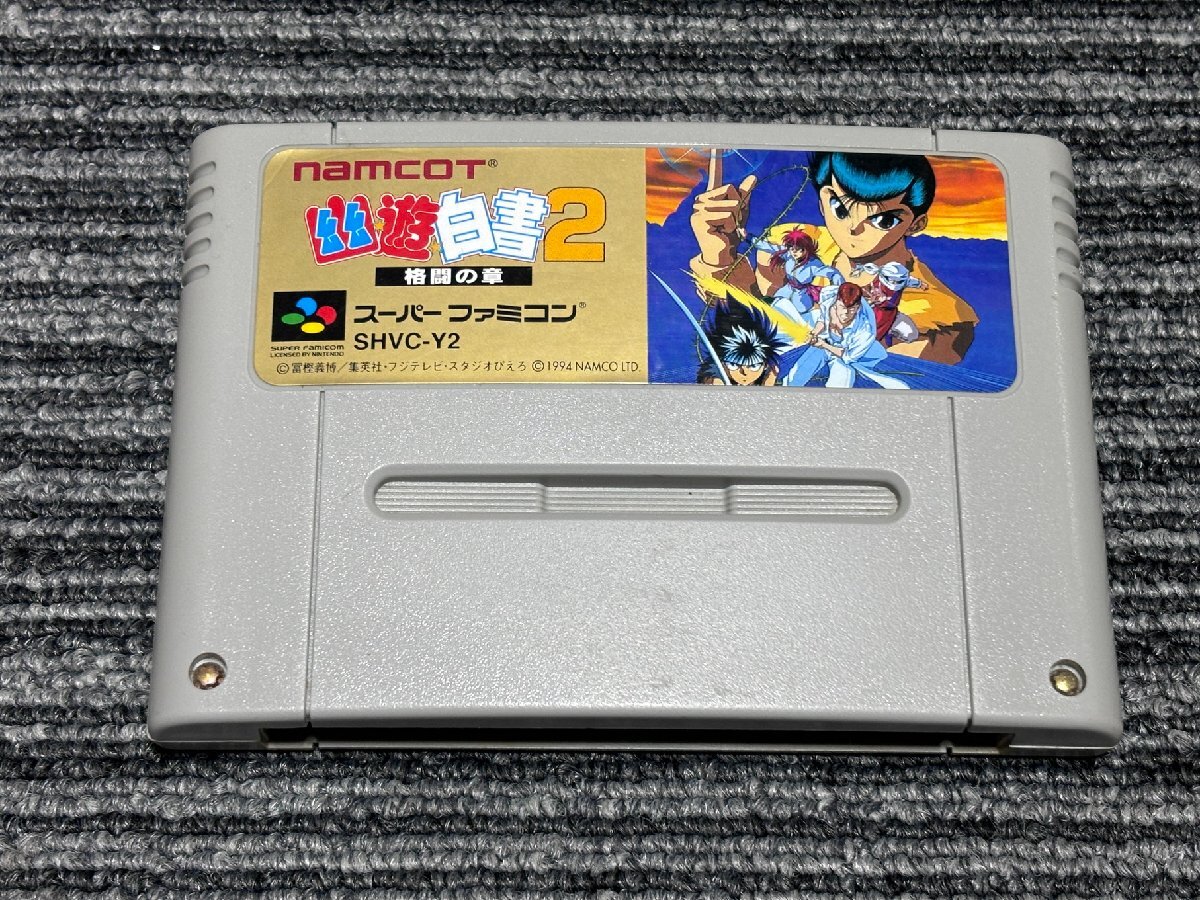 namcot®
幽遊白書2
格闘の章
スーパーファミコン®
SUPER FAMICOM
LICENSED BY NINTENDO
SHVC-Y2
©冨樫義博/集英社・フジテレビ・スタジオぴえろ ©1994 NAMCO LTD.